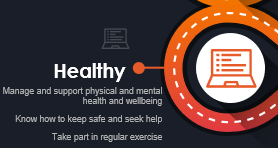 Healthy
Manage and support physical and mental
health and wellbeing
Know how to keep safe and seek help
Take part in regular exercise